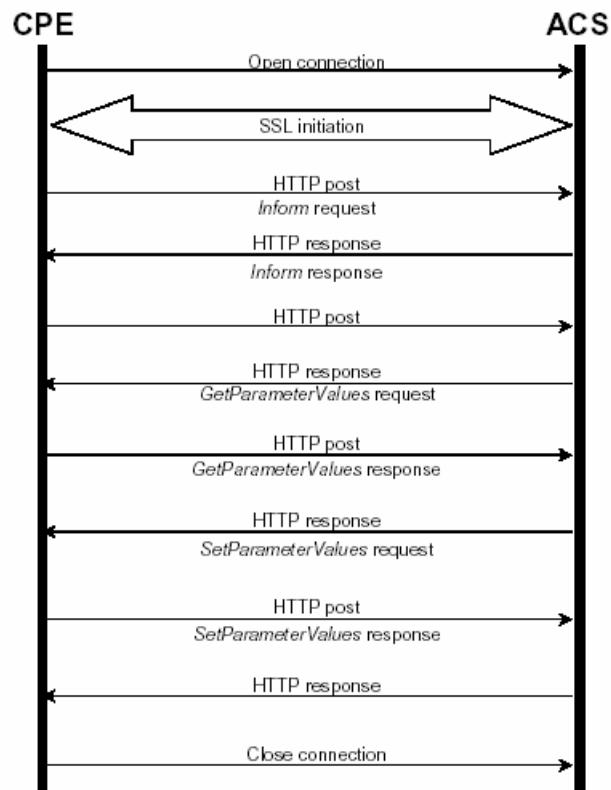 CPE ACS
Open connection
SSL initiation
HTTP post
Inform request
HTTP response
Inform response
HTTP post
HTTP response
GetParameterValues request
HTTP post
GetParameterValues response
HTTP response
SetParameterValues request
HTTP post
SetParameterValues response
HTTP response
Close connection